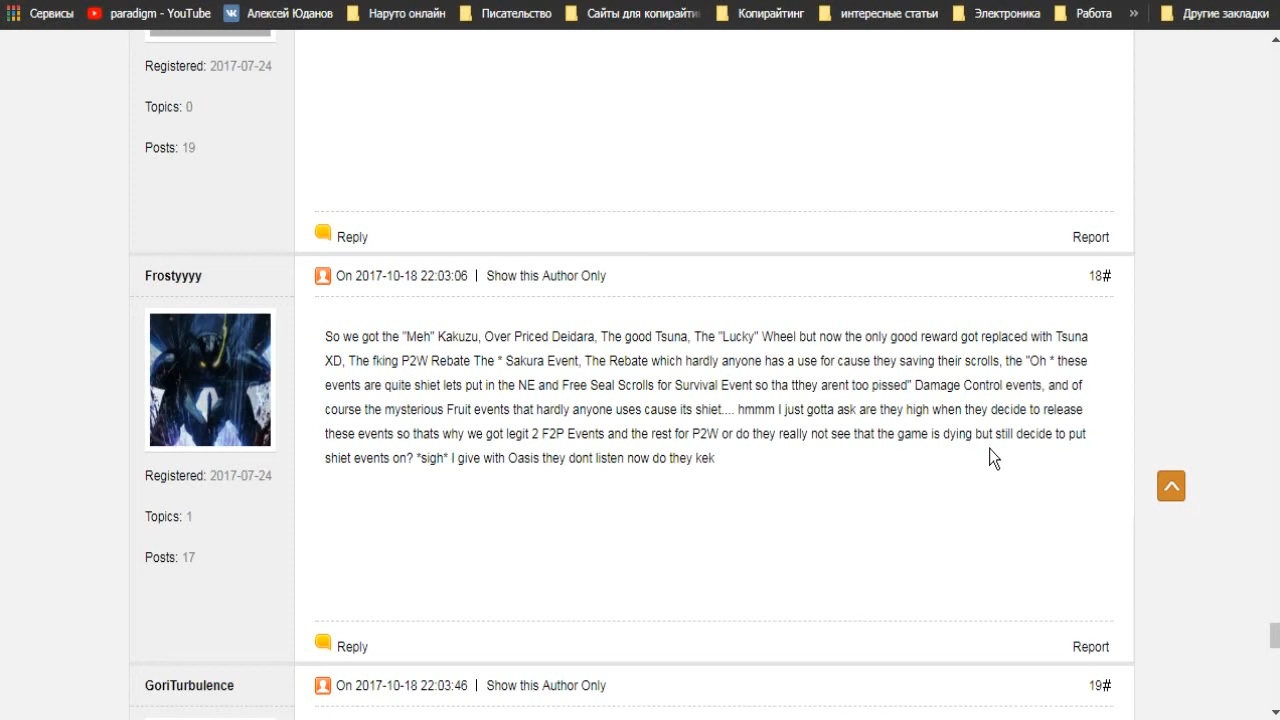 Сервисы paradigm - YouTube Алексей Юданов Наруто онлайн Писательство Сайты для копирайти Копирайтинг интересные статьи Электроника Работа » Другие закладки
Registered: 2017-07-24
Topics: 0
Posts: 19
Reply Report
Frostyyyy On 2017-10-18 22:03:06 | Show this Author Only 18#
So we got the "Meh" Kakuzu, Over Priced Deidara, The good Tsuna, The "Lucky" Wheel but now the only good reward got replaced with Tsuna
XD, The fking P2W Rebate The * Sakura Event, The Rebate which hardly anyone has a use for cause they saving their scrolls, the "Oh * these
events are quite shiet lets put in the NE and Free Seal Scrolls for Survival Event so tha tthey arent too pissed" Damage Control events, and of
course the mysterious Fruit events that hardly anyone uses cause its shiet.... hmmm I just gotta ask are they high when they decide to release
these events so thats why we got legit 2 F2P Events and the rest for P2W or do they really not see that the game is dying but still decide to put
shiet events on? *sigh* I give with Oasis they dont listen now do they kek
Registered: 2017-07-24
Topics: 1
Posts: 17
Reply Report
GoriTurbulence On 2017-10-18 22:03:46 | Show this Author Only 19#